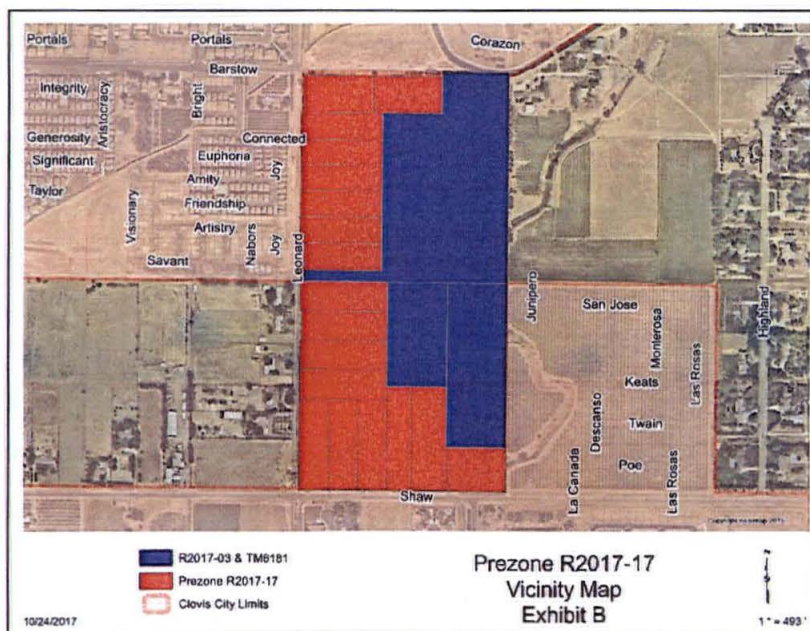 Portals
Portals
Corazon
Barstow
Integrity
Aristocracy
Bright
Generosity
Connected
Significant
Euphoria
Joy
Taylor
Amity
Friendship
Visionary
Artistry
Nabors
Joy
Savant
Leonard
Junipero
San Jose
Highland
Monterosa
Keats
Las Rosas
Descanso
Twain
La Canada
Poe
Las Rosas
Shaw
R2017-03 & TM6181
Prezone R2017-17
Clovis City Limits
Prezone R2017-17
Vicinity Map
Exhibit B
10/24/2017